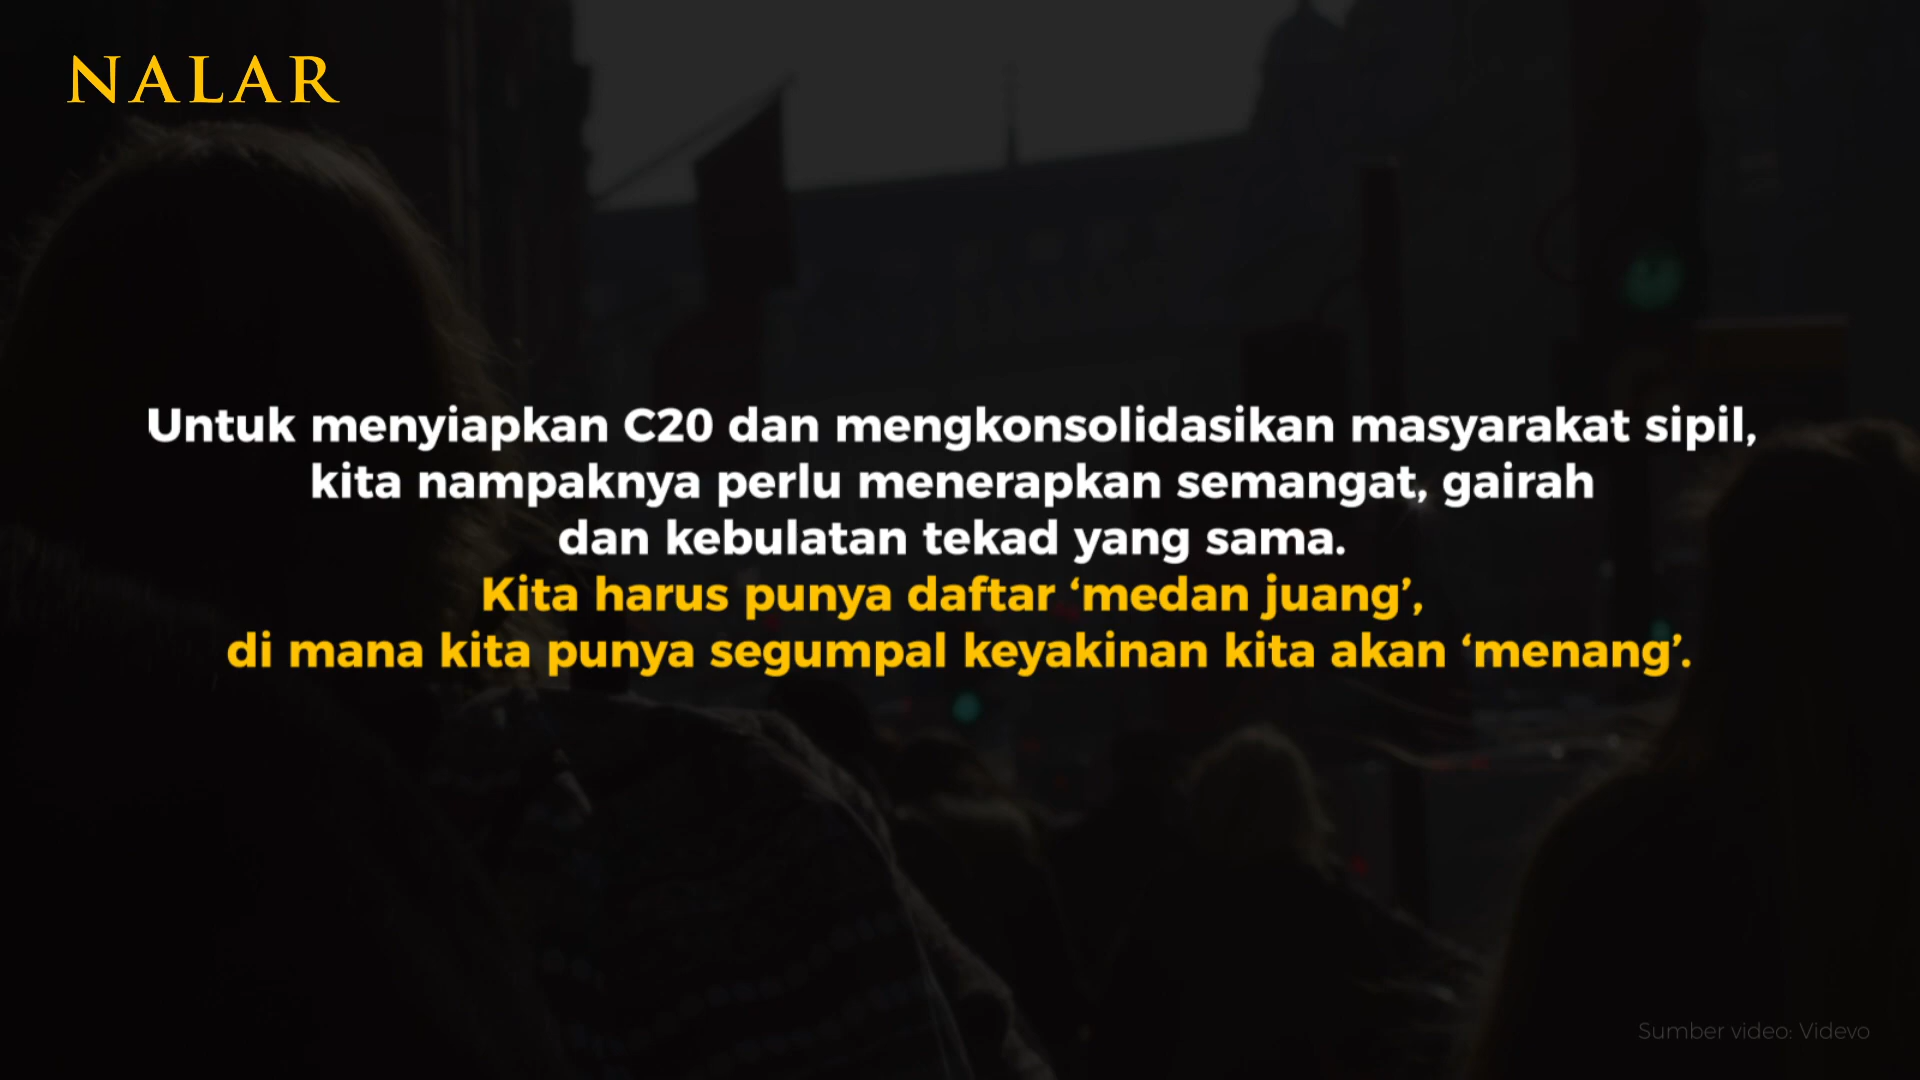 NALAR
Untuk menyiapkan C20 dan mengkonsolidasikan masyarakat sipil,
kita nampaknya perlu menerapkan semangat, gairah
dan kebulatan tekad yang sama.
Kita harus punya daftar ‘medan juang’,
di mana kita punya segumpal keyakinan kita akan ‘menang’.
Sumber video: Videvo